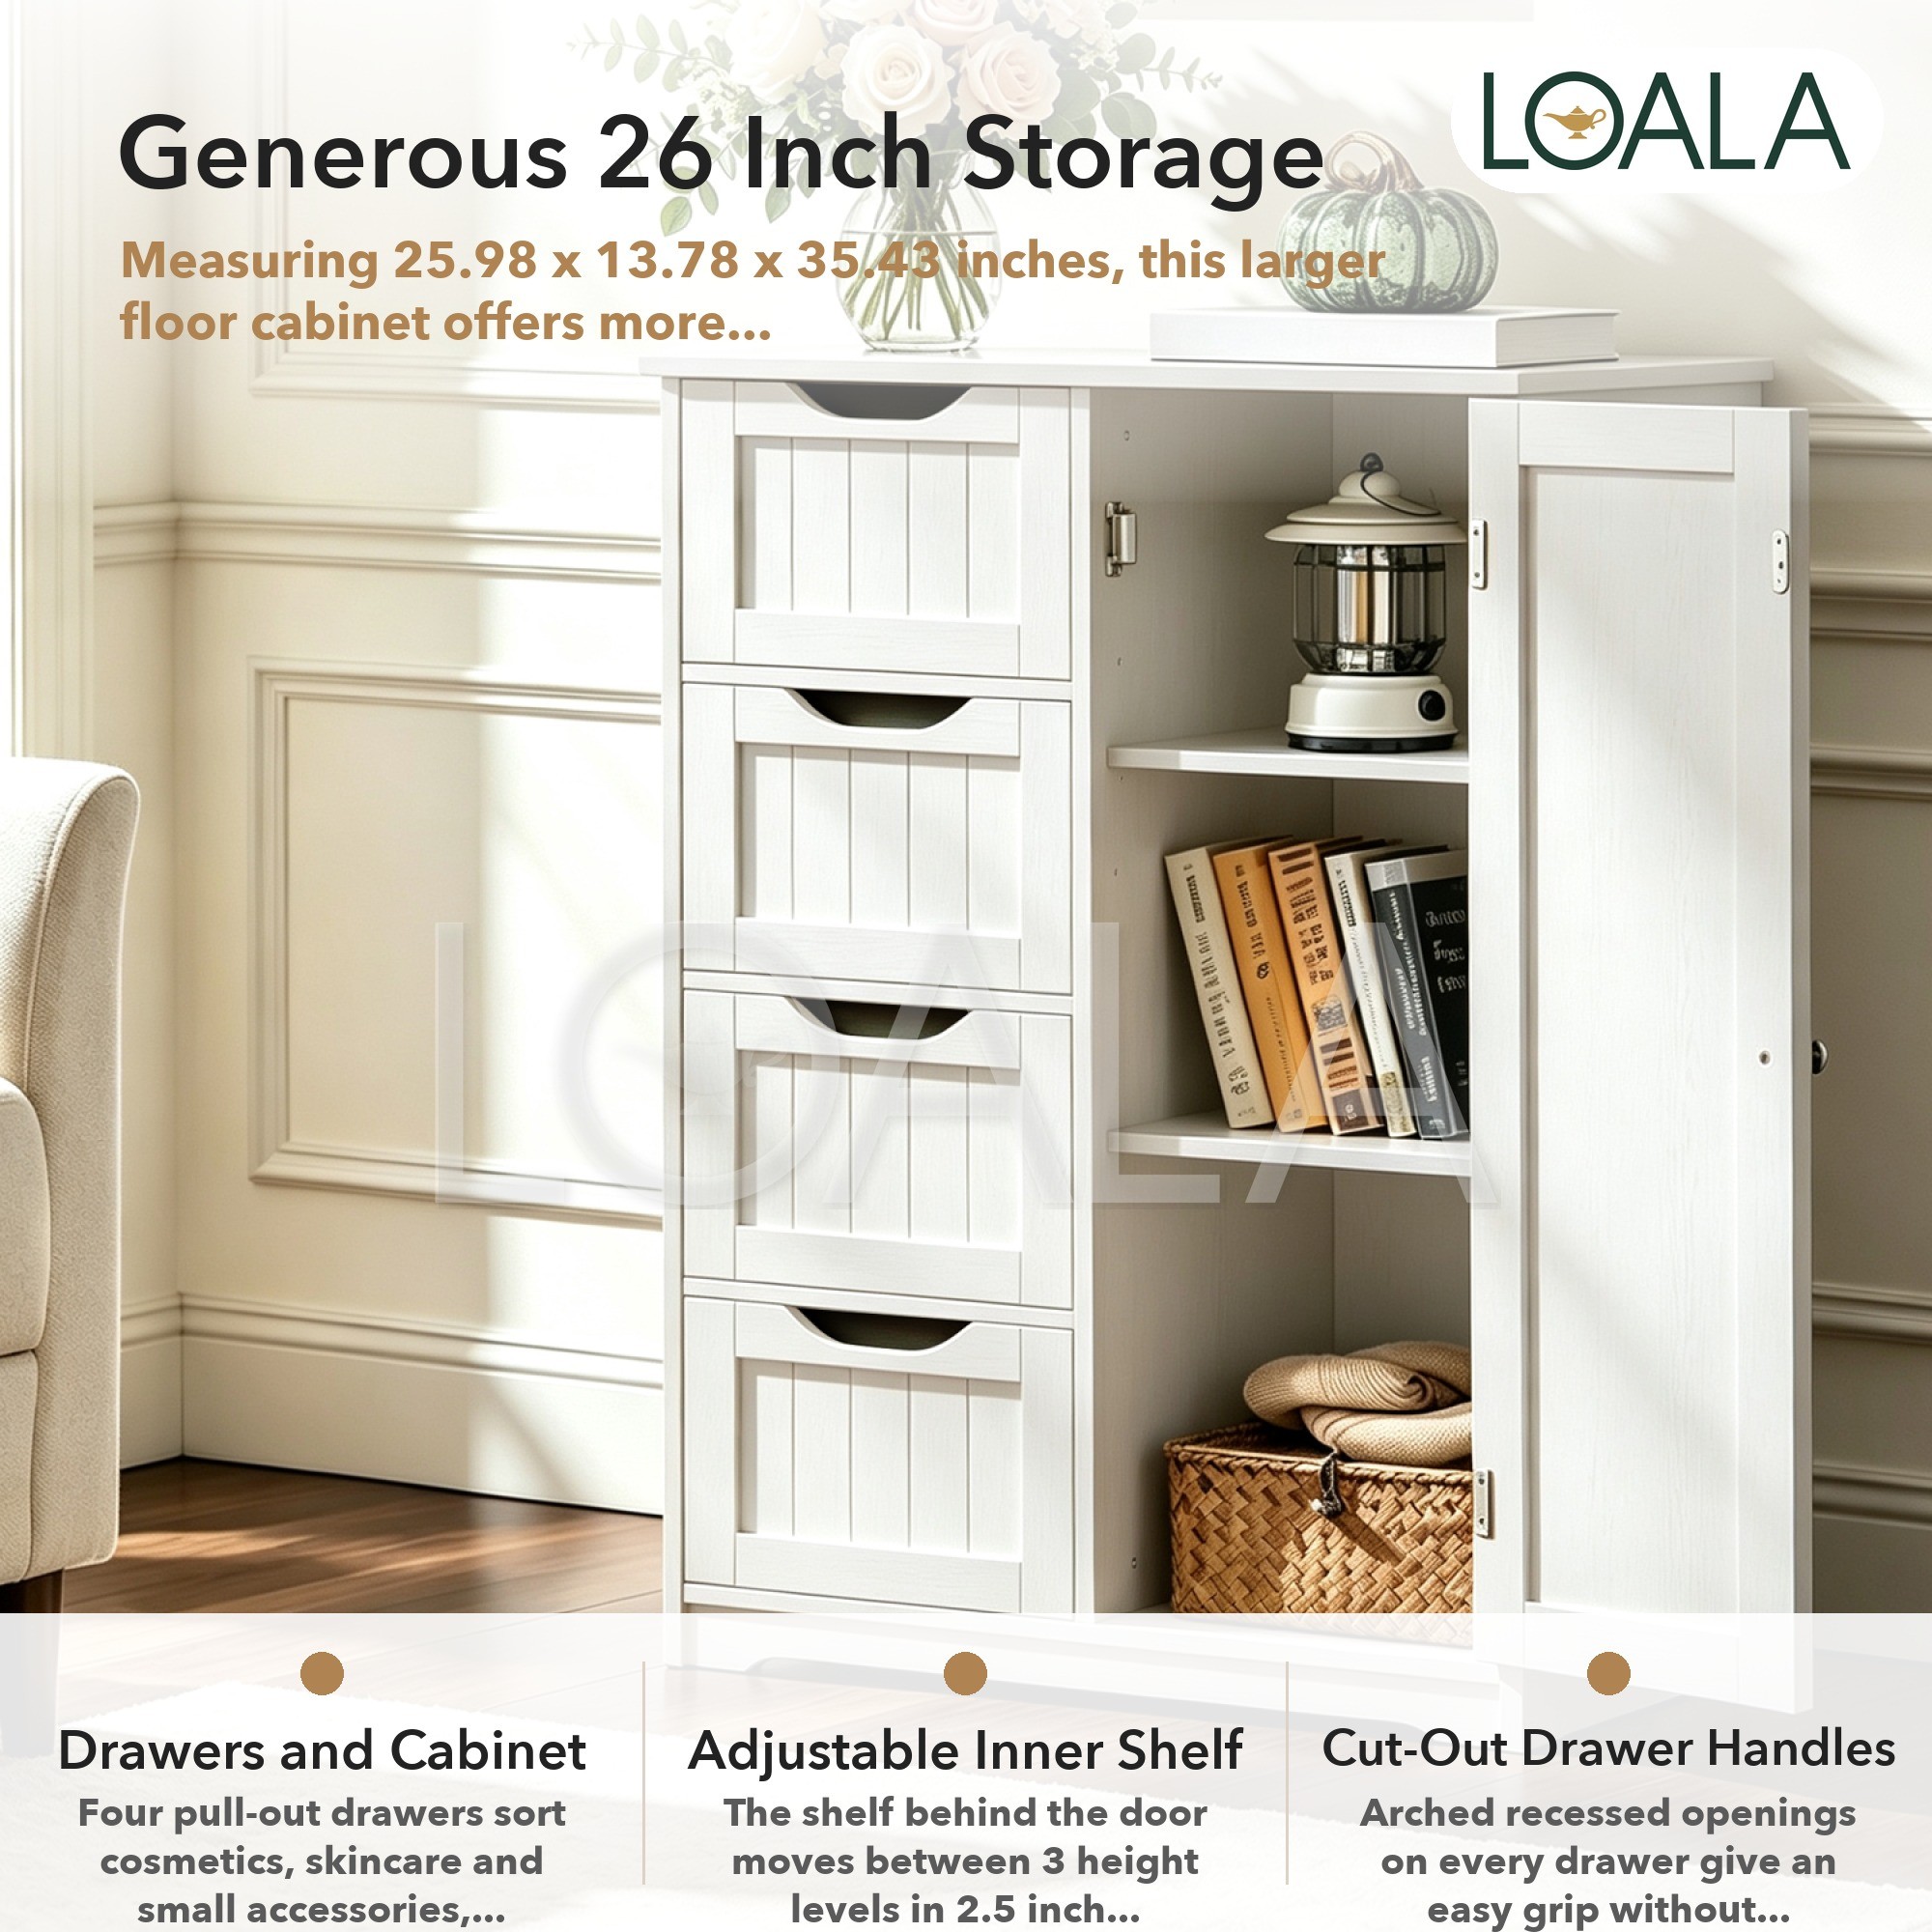 LOALA
Generous 26 Inch Storage
Measuring 25.98 x 13.78 x 35.43 inches, this larger
floor cabinet offers more...
LOALA
Drawers and Cabinet
Four pull-out drawers sort
cosmetics, skincare and
small accessories,...
Adjustable Inner Shelf
The shelf behind the door
moves between 3 height
levels in 2.5 inch...
Cut-Out Drawer Handles
Arched recessed openings
on every drawer give an
easy grip without...